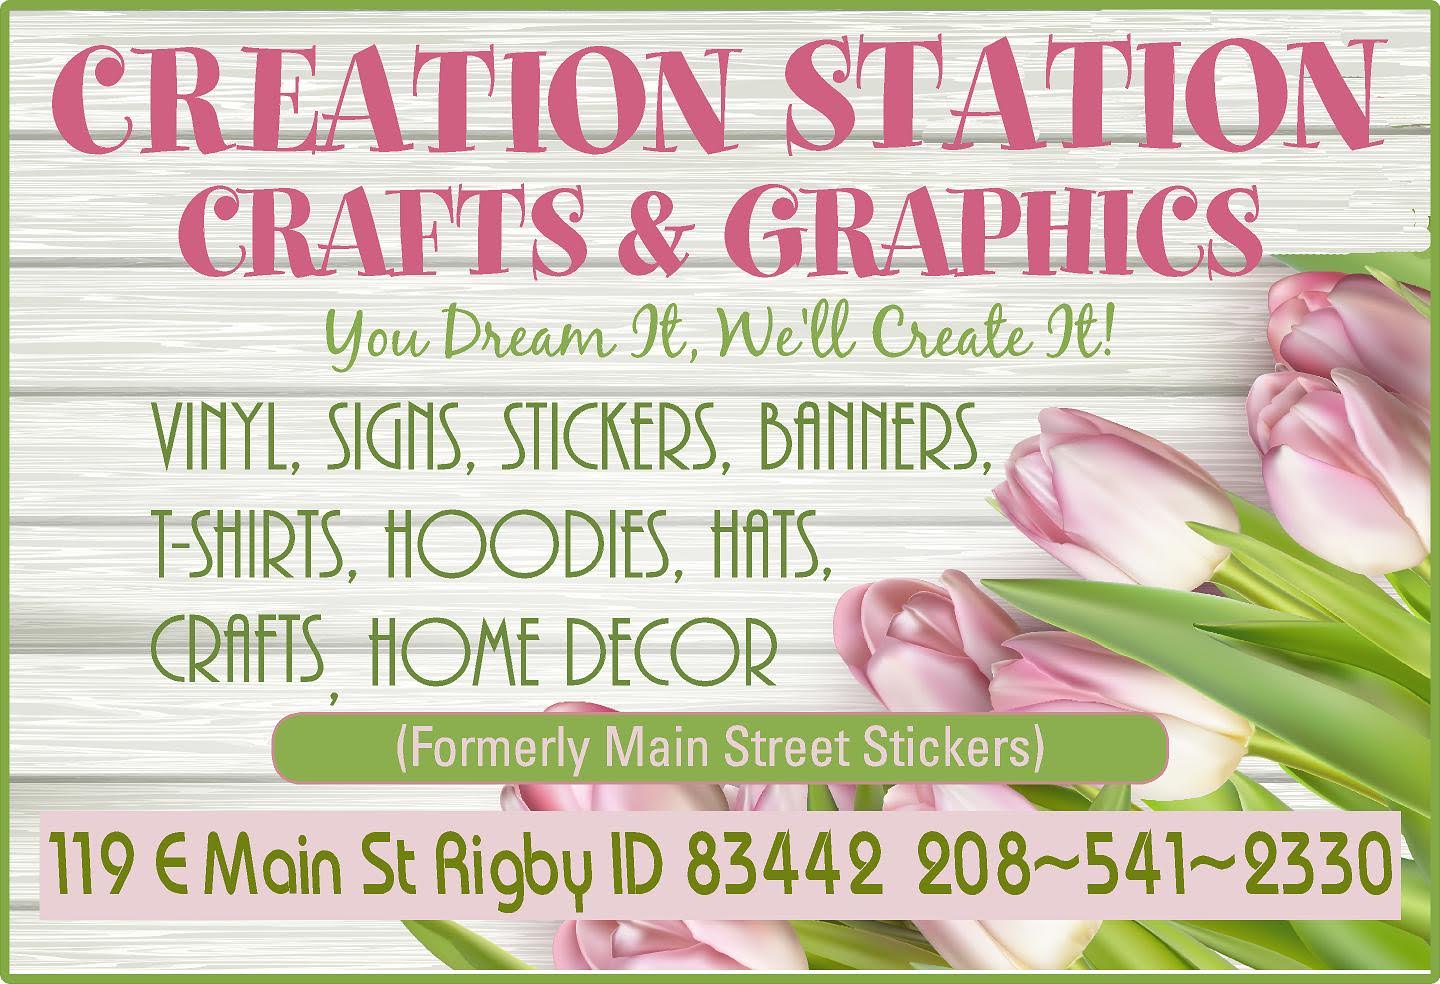 CREATION STATION
CRAFTS & GRAPHICS
You Dream It, We'll Create It!
VINYL, SIGNS, STICKERS, BANNERS,
T-SHIRTS, HOODIES, HATS,
CRAFTS, HOME DECOR
(Formerly Main Street Stickers)
119 E Main St Rigby ID 83442 208~541~2330